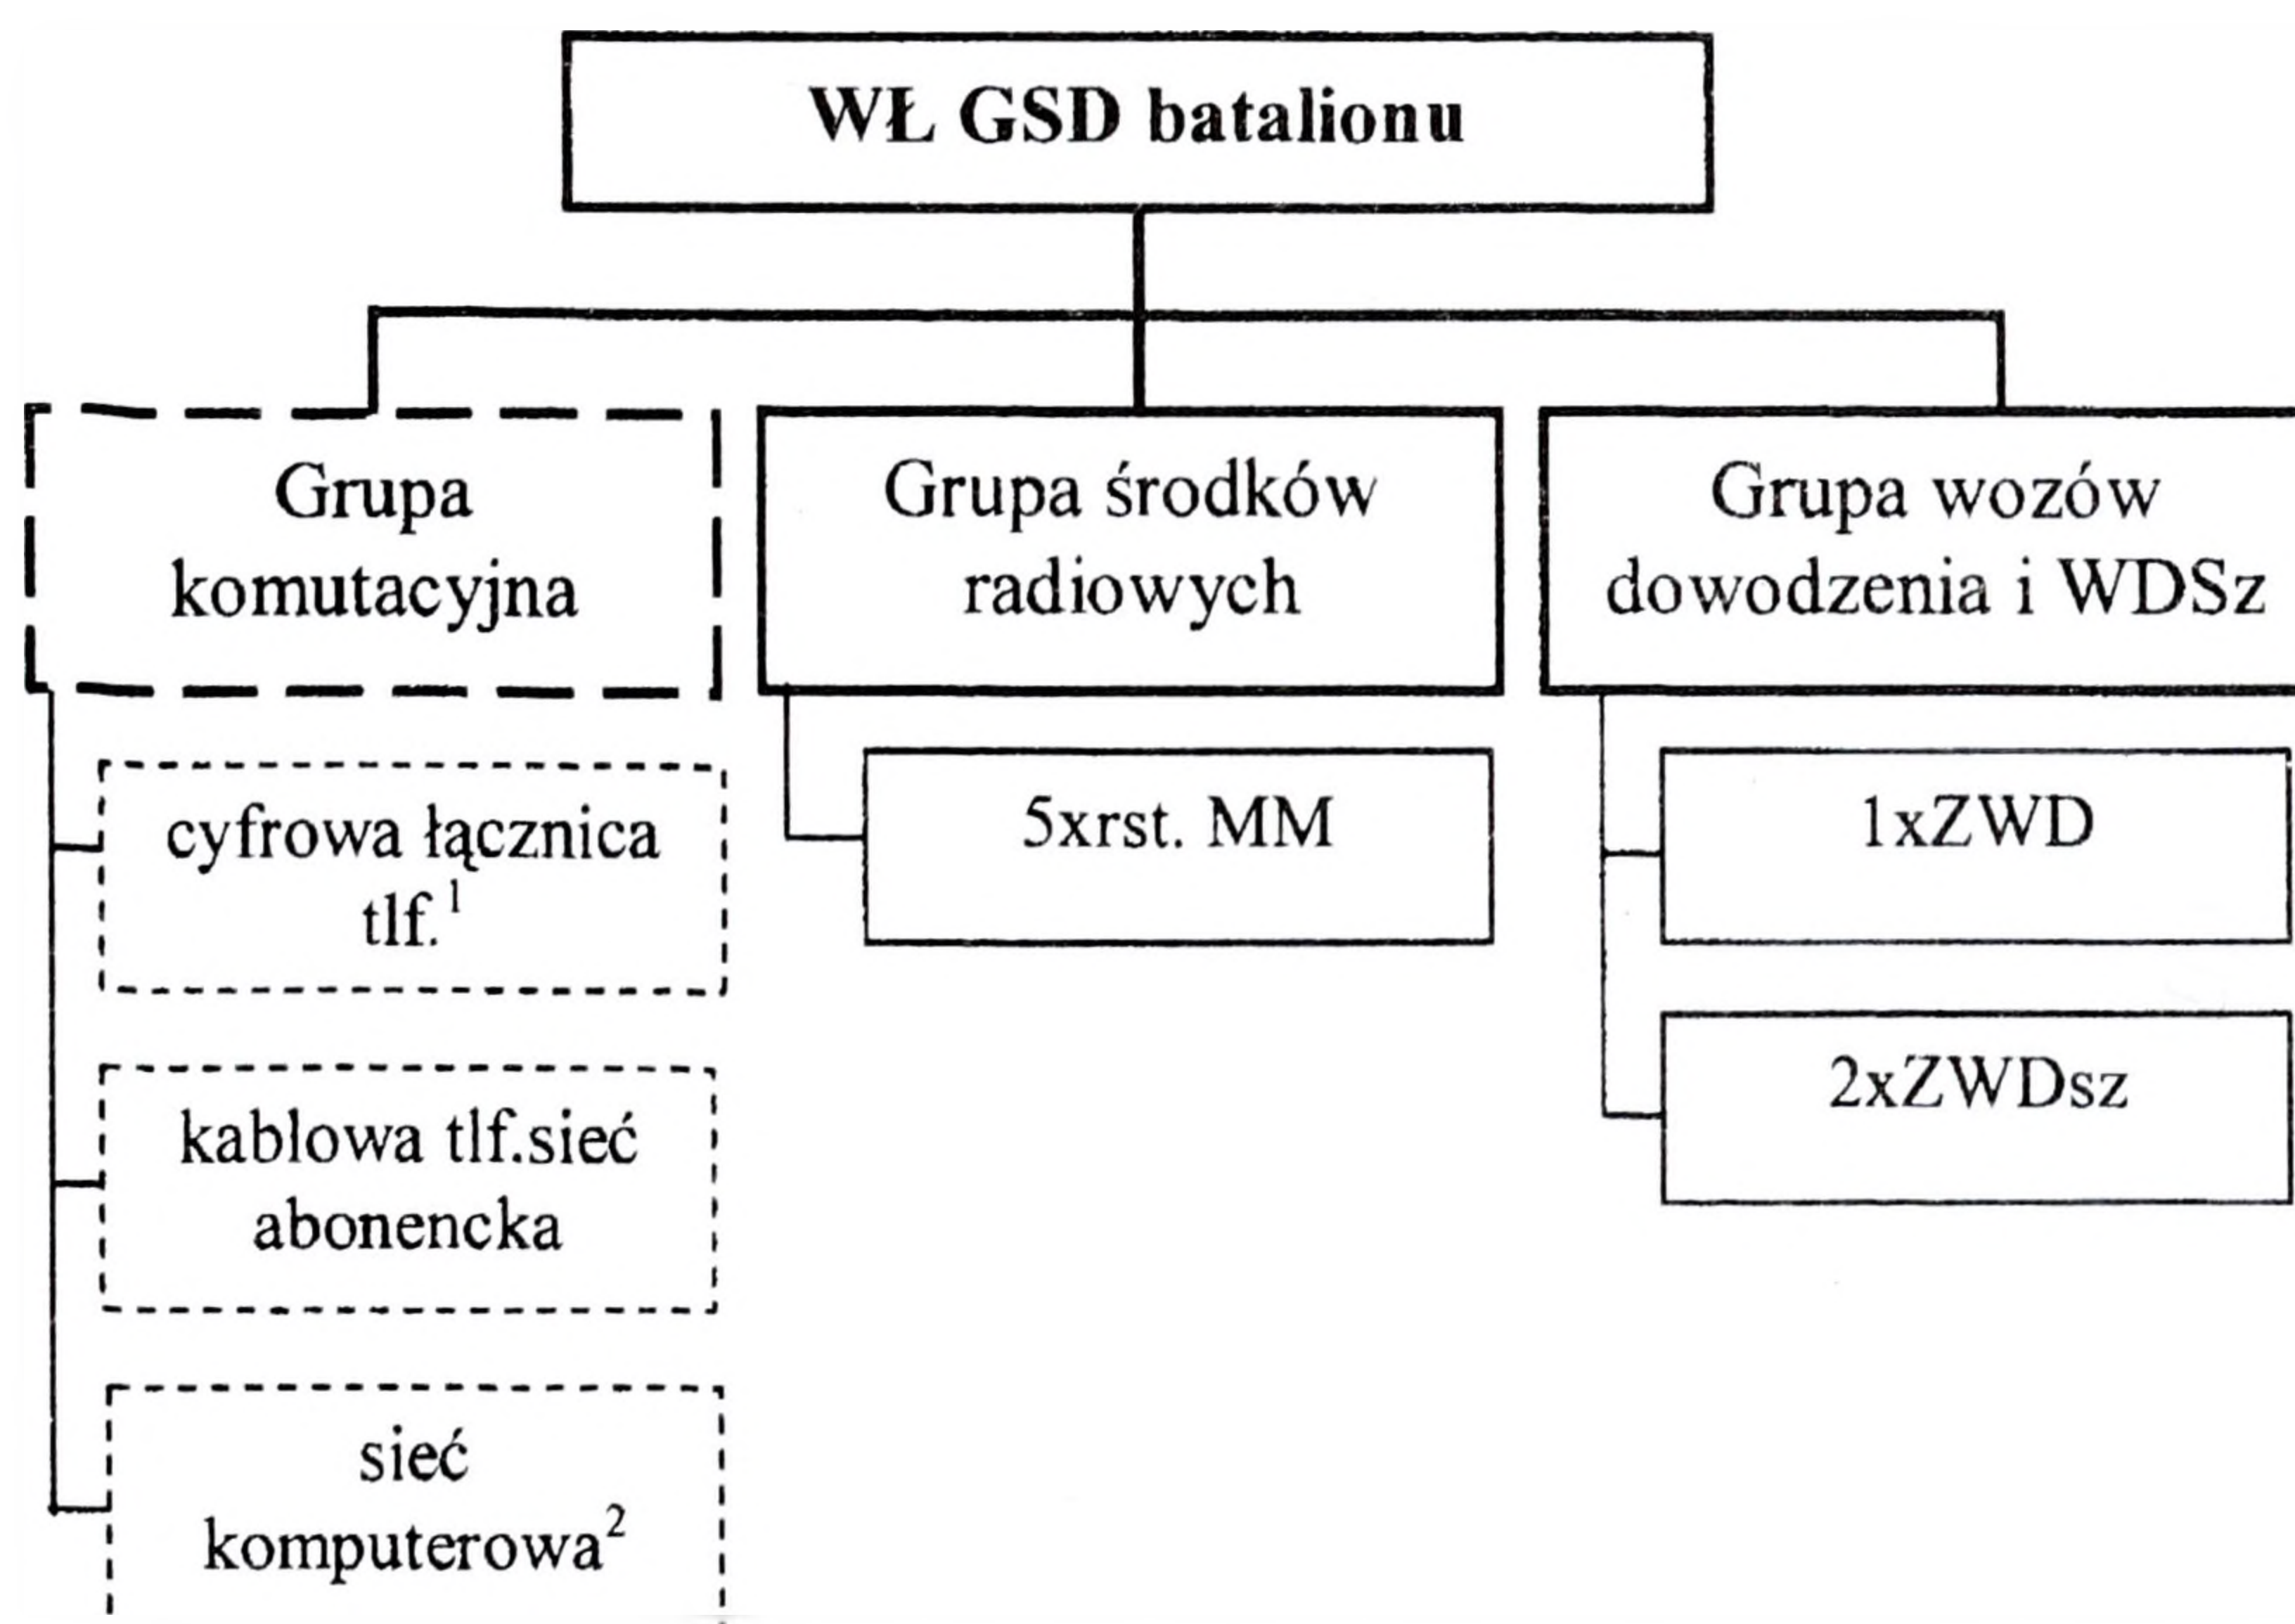 WŁ GSD batalionu
Grupa
komutacyjna
cyfrowa łącznica
tlf.¹
kablowa tlf.sieć
abonencka
sieć
komputerowa²
Grupa środków
radiowych
5xrst. MM
Grupa wozów
dowodzenia i WDSz
1xZWD
2xZWDsz